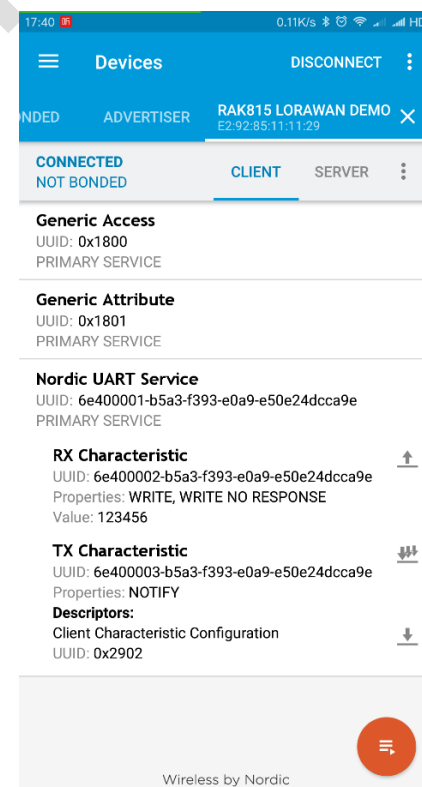 17:40 听 0.11K/s HD
Devices DISCONNECT
NDED ADVERTISER RAK815 LORAWAN DEMO
E2:92:85:11:11:29
CONNECTED
NOT BONDED CLIENT SERVER
Generic Access
UUID: 0x1800
PRIMARY SERVICE
Generic Attribute
UUID: 0x1801
PRIMARY SERVICE
Nordic UART Service
UUID: 6e400001-b5a3-f393-e0a9-e50e24dcca9e
PRIMARY SERVICE
RX Characteristic
UUID: 6e400002-b5a3-f393-e0a9-e50e24dcca9e
Properties: WRITE, WRITE NO RESPONSE
Value: 123456
TX Characteristic
UUID: 6e400003-b5a3-f393-e0a9-e50e24dcca9e
Properties: NOTIFY
Descriptors:
Client Characteristic Configuration
UUID: 0x2902
Wireless by Nordic